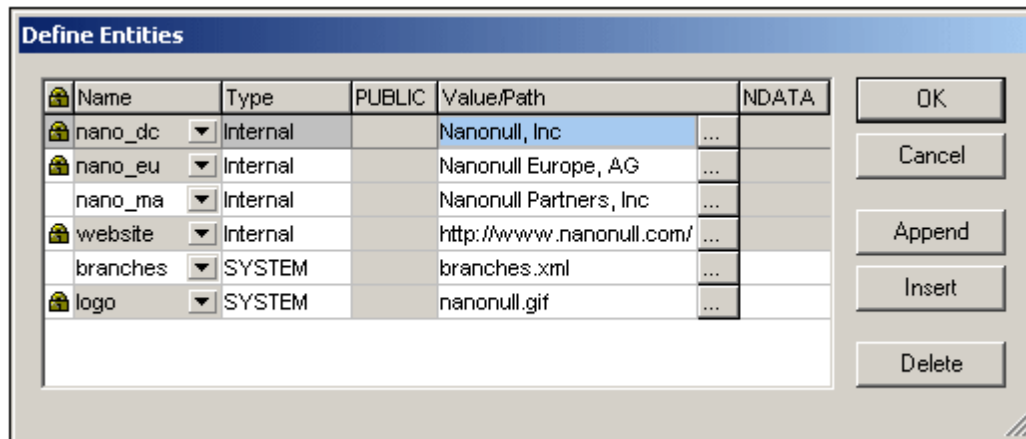 Define Entities
Name Type PUBLIC Value/Path NDATA
nano_dc Internal Nanonull, Inc ...
nano_eu Internal Nanonull Europe, AG ...
nano_ma Internal Nanonull Partners, Inc ...
website Internal http://www.nanonull.com/ ...
branches SYSTEM branches.xml ...
logo SYSTEM nanonull.gif ...
OK
Cancel
Append
Insert
Delete